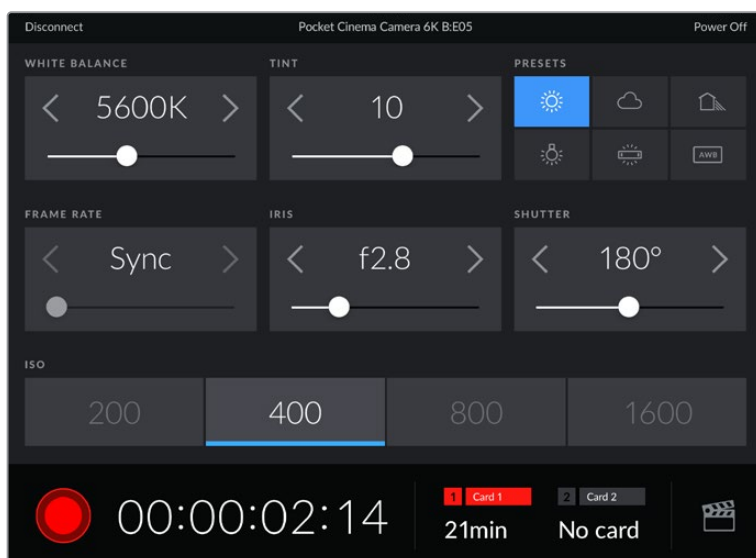 Disconnect Pocket Cinema Camera 6K B:E05 Power Off
WHITE BALANCE TINT PRESETS
5600K 10
AWB
FRAME RATE IRIS SHUTTER
Sync f2.8 180°
ISO
200 400 800 1600
1 Card 1 2 Card 2
00:00:02:14 21min No card